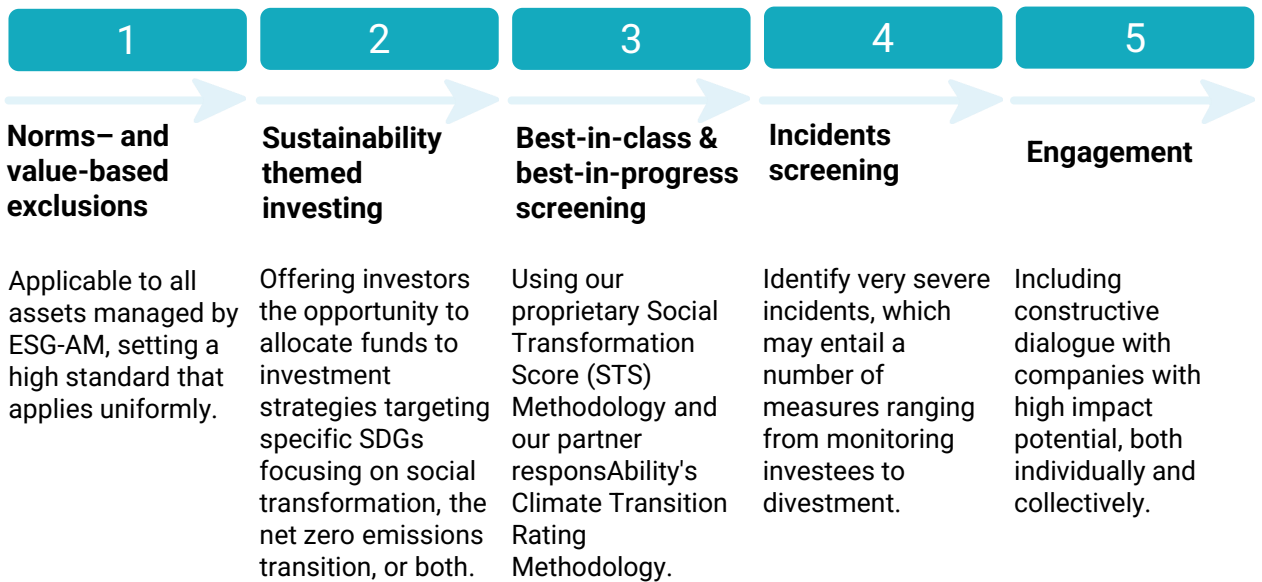 1
Norms– and
value-based
exclusions
Applicable to all
assets managed by
ESG-AM, setting a
high standard that
applies uniformly.
2
Sustainability
themed
investing
Offering investors
the opportunity to
allocate funds to
investment
strategies targeting
specific SDGs
focusing on social
transformation, the
net zero emissions
transition, or both.
3
Best-in-class &
best-in-progress
screening
Using our
proprietary Social
Transformation
Score (STS)
Methodology and
our partner
responsAbility's
Climate Transition
Rating
Methodology.
4
Incidents
screening
Identify very severe
incidents, which
may entail a
number of
measures ranging
from monitoring
investees to
divestment.
5
Engagement
Including
constructive
dialogue with
companies with
high impact
potential, both
individually and
collectively.